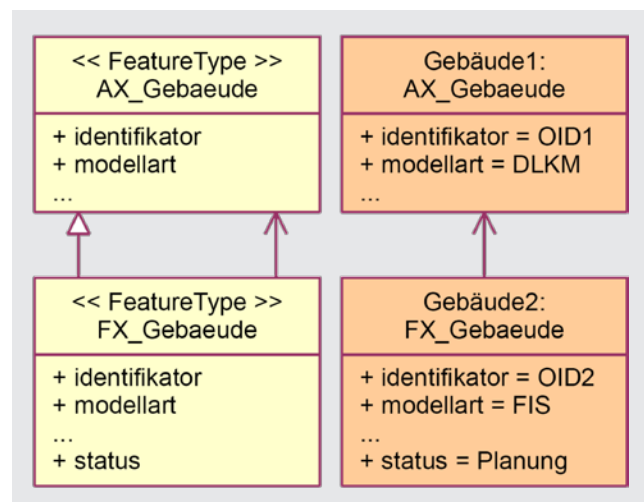 << FeatureType >>
AX_Gebaeude
+ identifikator
+ modellart
...
Gebäude1:
AX_Gebaeude
+ identifikator = OID1
+ modellart = DLKM
...
<< FeatureType >>
FX_Gebaeude
+ identifikator
+ modellart
...
+ status
Gebäude2:
FX_Gebaeude
+ identifikator = OID2
+ modellart = FIS
...
+ status = Planung